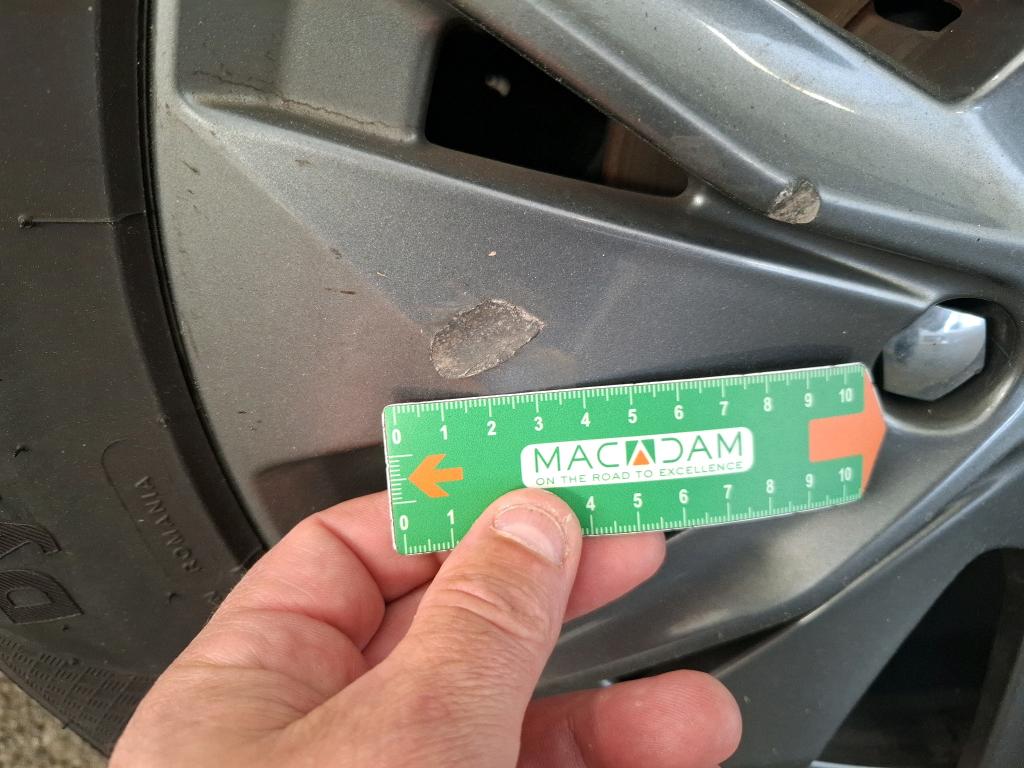 0 1 2 3 4 5 6 7 8 9 10
MACADAM
ON THE ROAD TO EXCELLENCE
0 1 4 5 6 7 8 9 10
ROMANIA